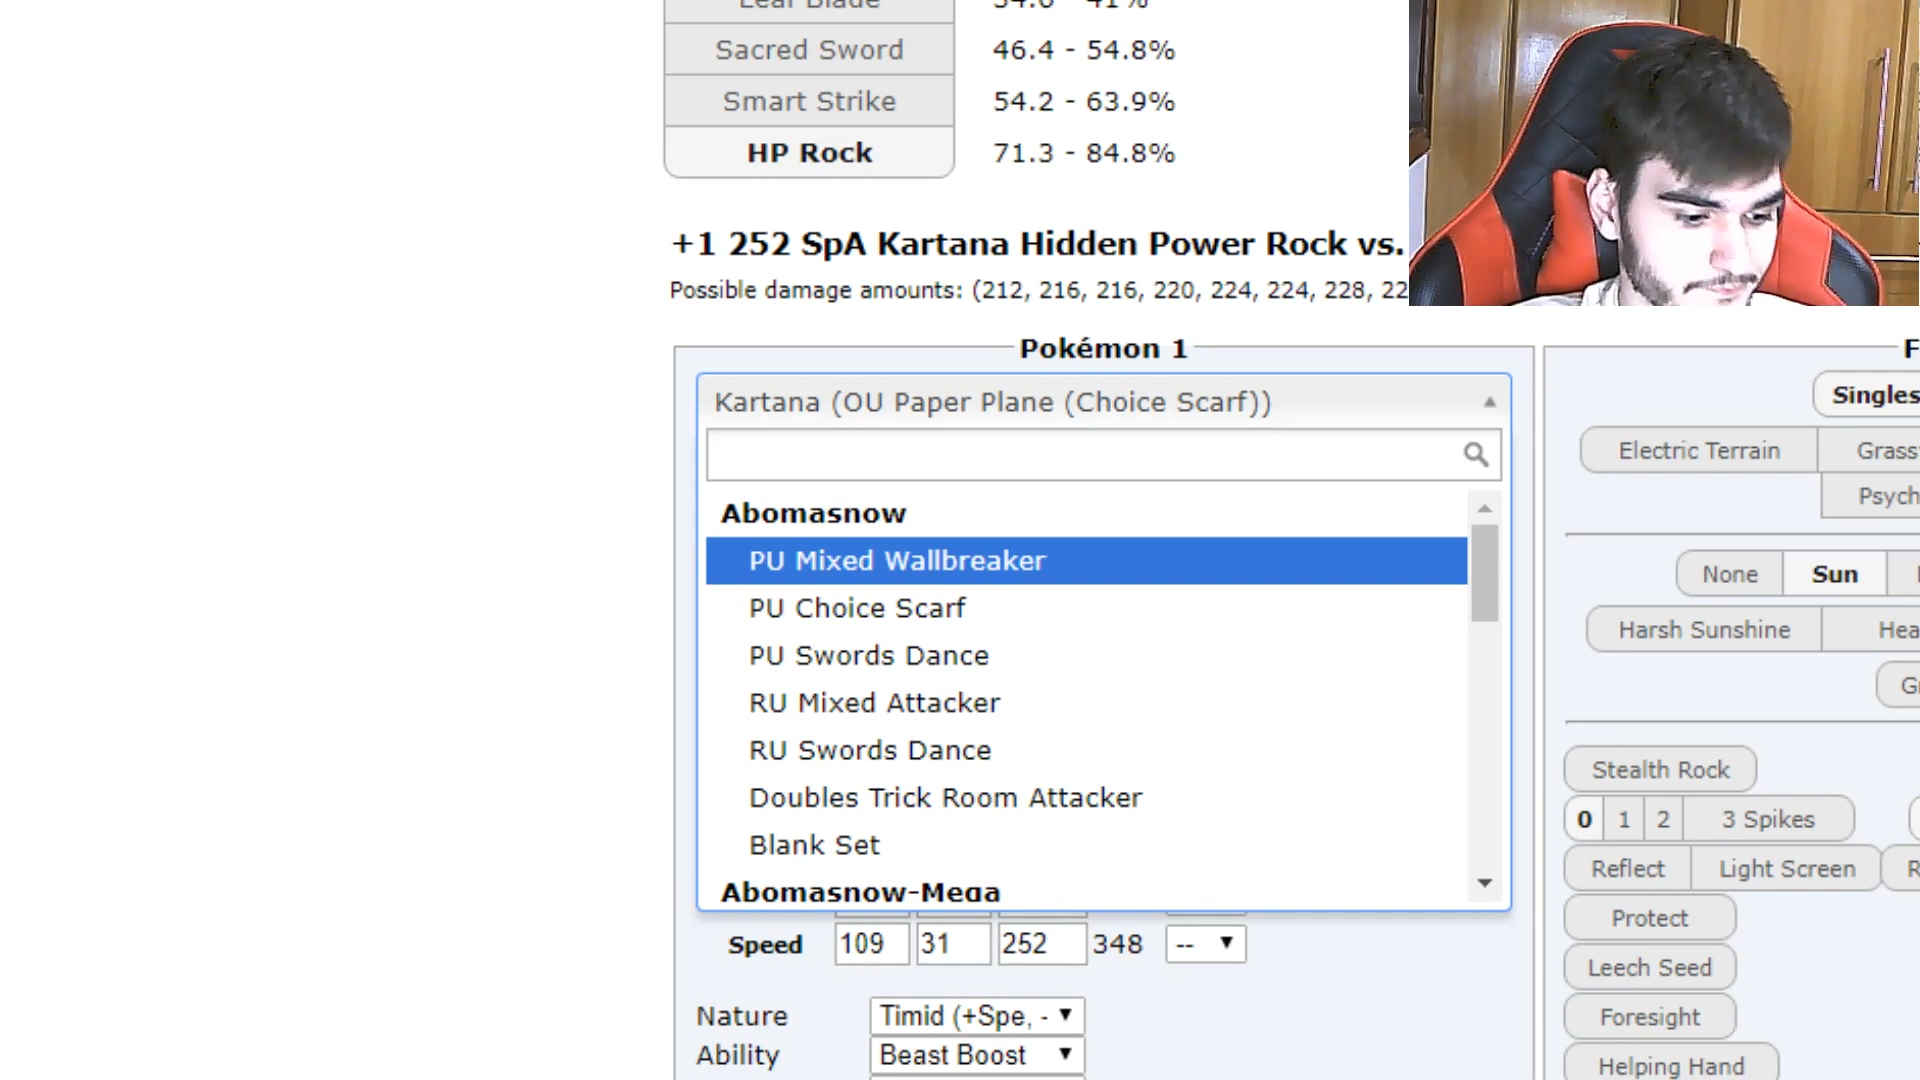 Leaf Blade 34.6 - 41%
Sacred Sword 46.4 - 54.8%
Smart Strike 54.2 - 63.9%
HP Rock 71.3 - 84.8%
+1 252 SpA Kartana Hidden Power Rock vs.
Possible damage amounts: (212, 216, 216, 220, 224, 224, 228, 22
Pokémon 1
Kartana (OU Paper Plane (Choice Scarf))
Abomasnow
PU Mixed Wallbreaker
PU Choice Scarf
PU Swords Dance
RU Mixed Attacker
RU Swords Dance
Doubles Trick Room Attacker
Blank Set
Abomasnow-Mega
Speed 109 31 252 348 --
Nature Timid (+Spe, -
Ability Beast Boost
F
Singles
Electric Terrain Grass
Psych
None Sun
Harsh Sunshine Hea
G
Stealth Rock
0 1 2 3 Spikes
Reflect Light Screen R
Protect
Leech Seed
Foresight
Helping Hand